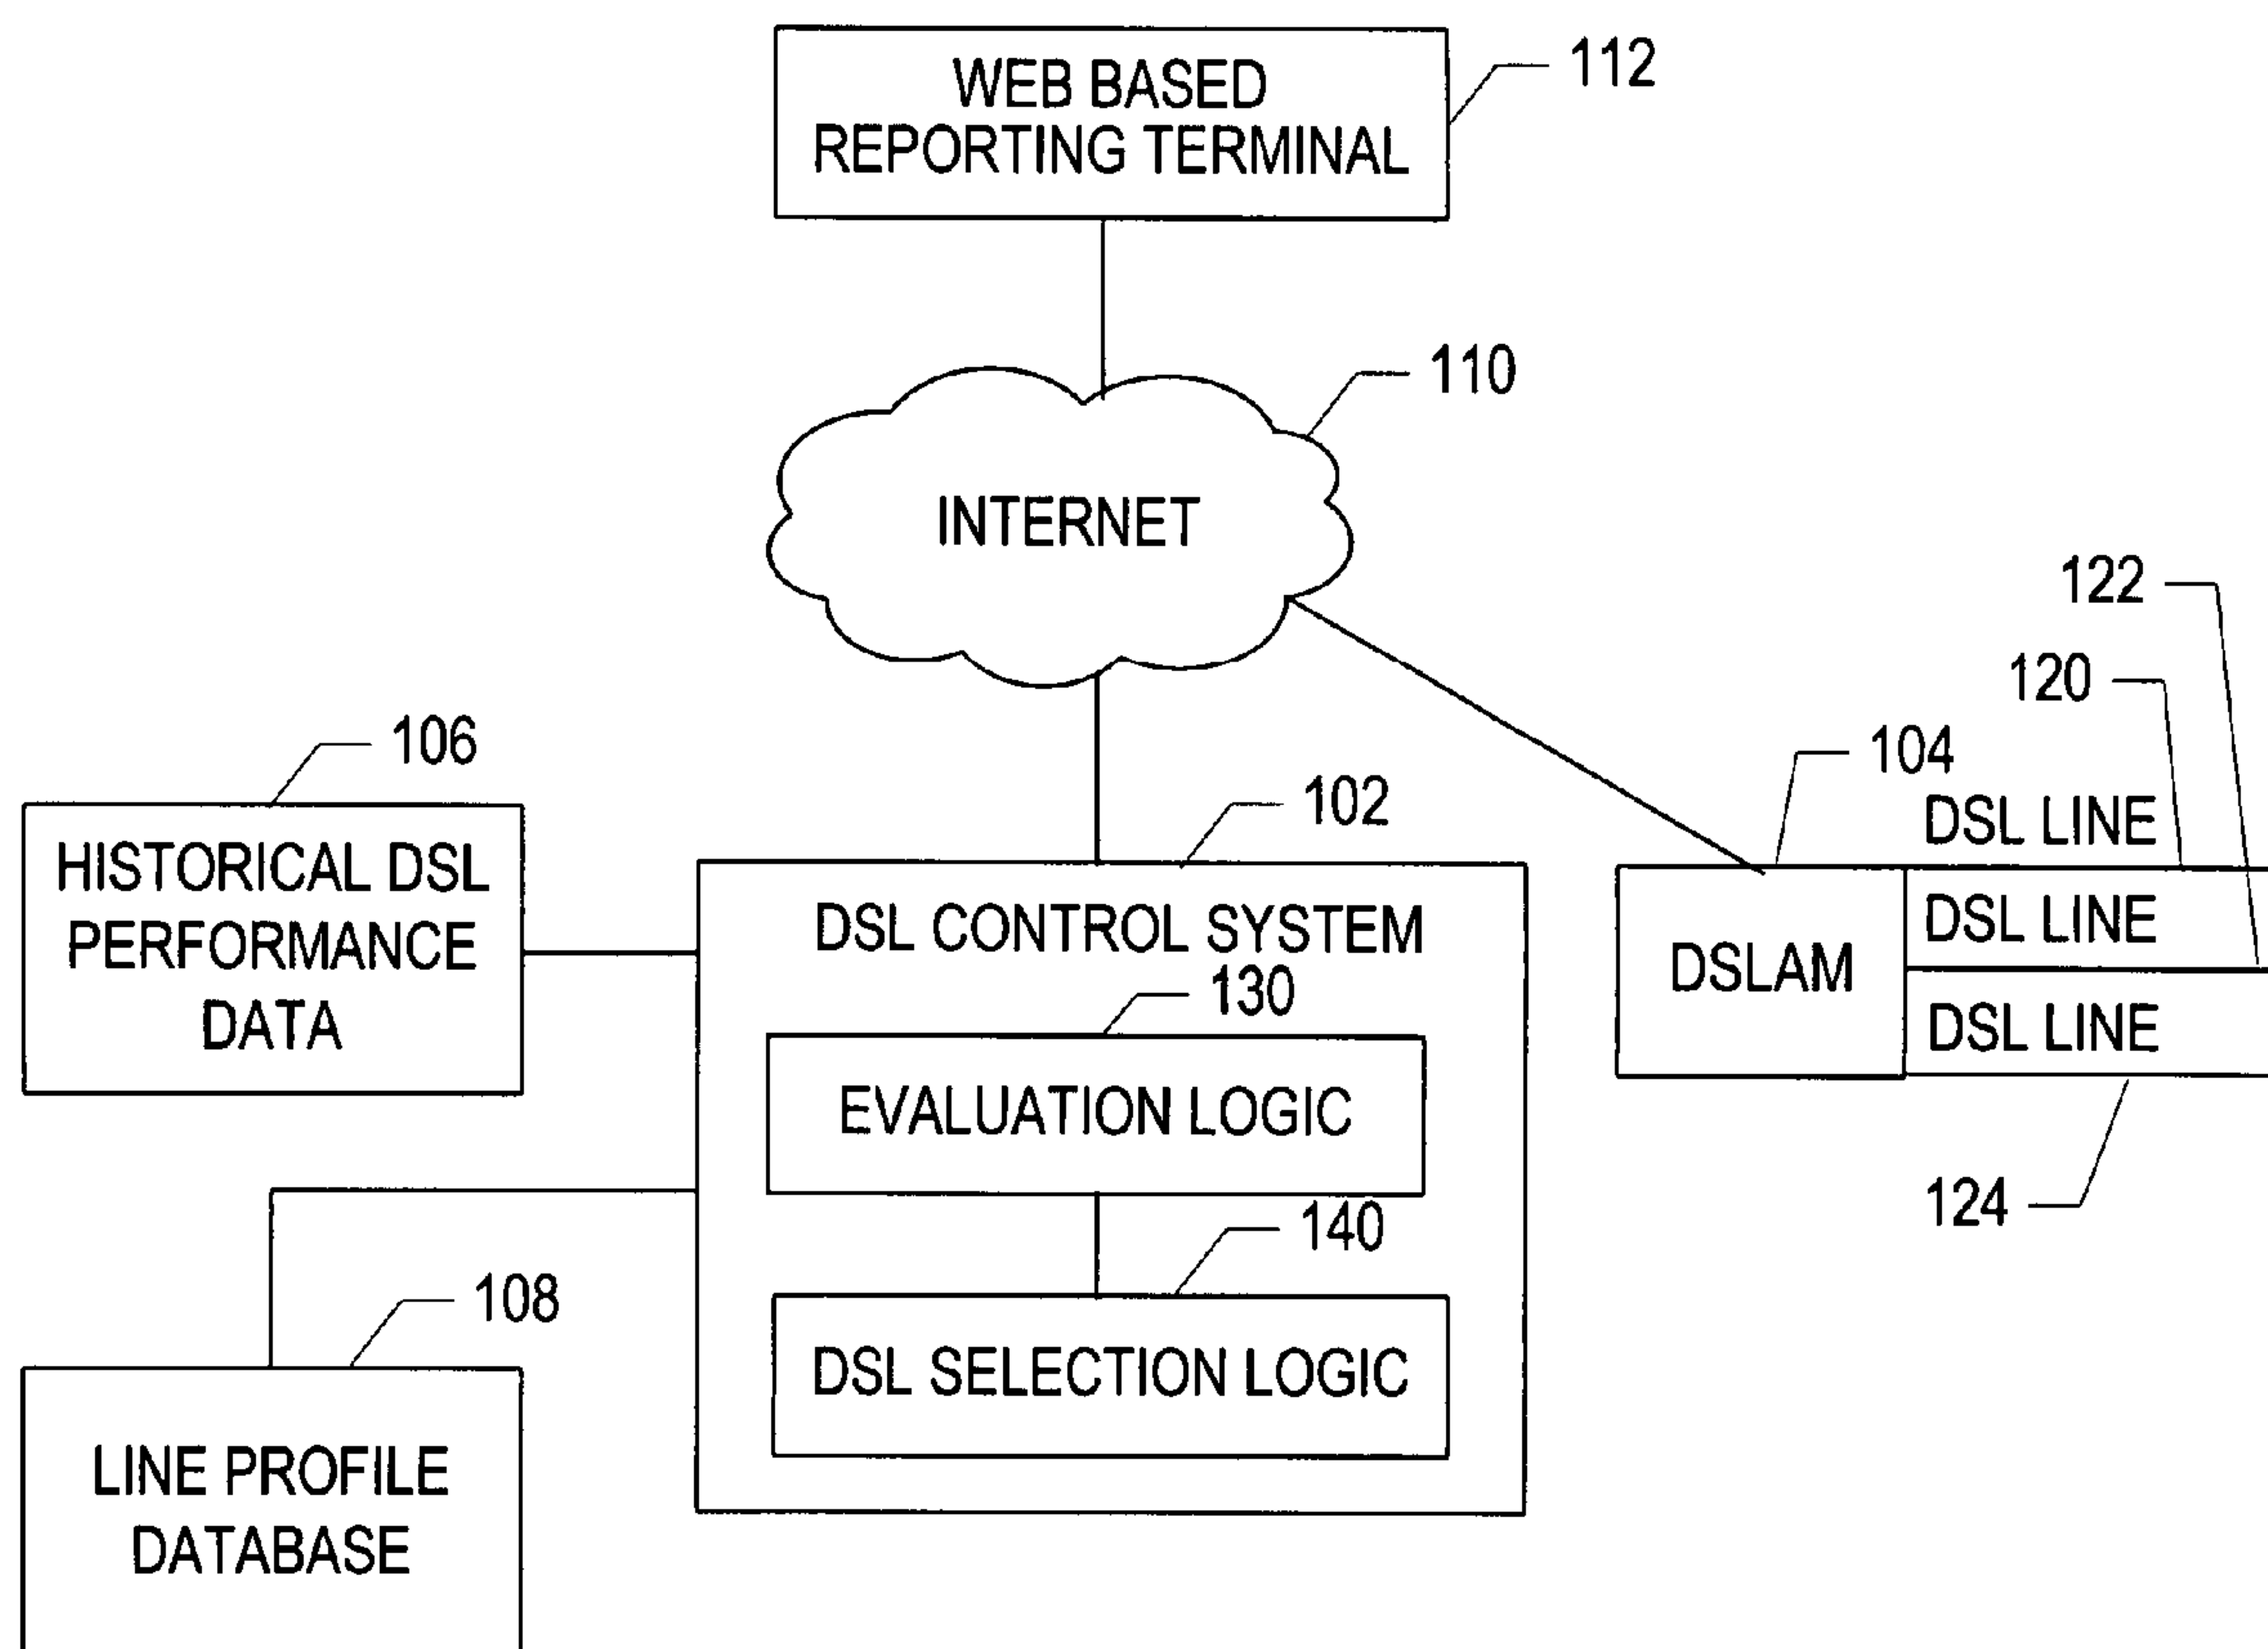 WEB BASED
REPORTING TERMINAL
112
110
INTERNET
122
120
106
104
102
DSL LINE
HISTORICAL DSL
PERFORMANCE
DATA
DSL CONTROL SYSTEM
130
DSLAM
DSL LINE
DSL LINE
EVALUATION LOGIC
124
140
108
DSL SELECTION LOGIC
LINE PROFILE
DATABASE